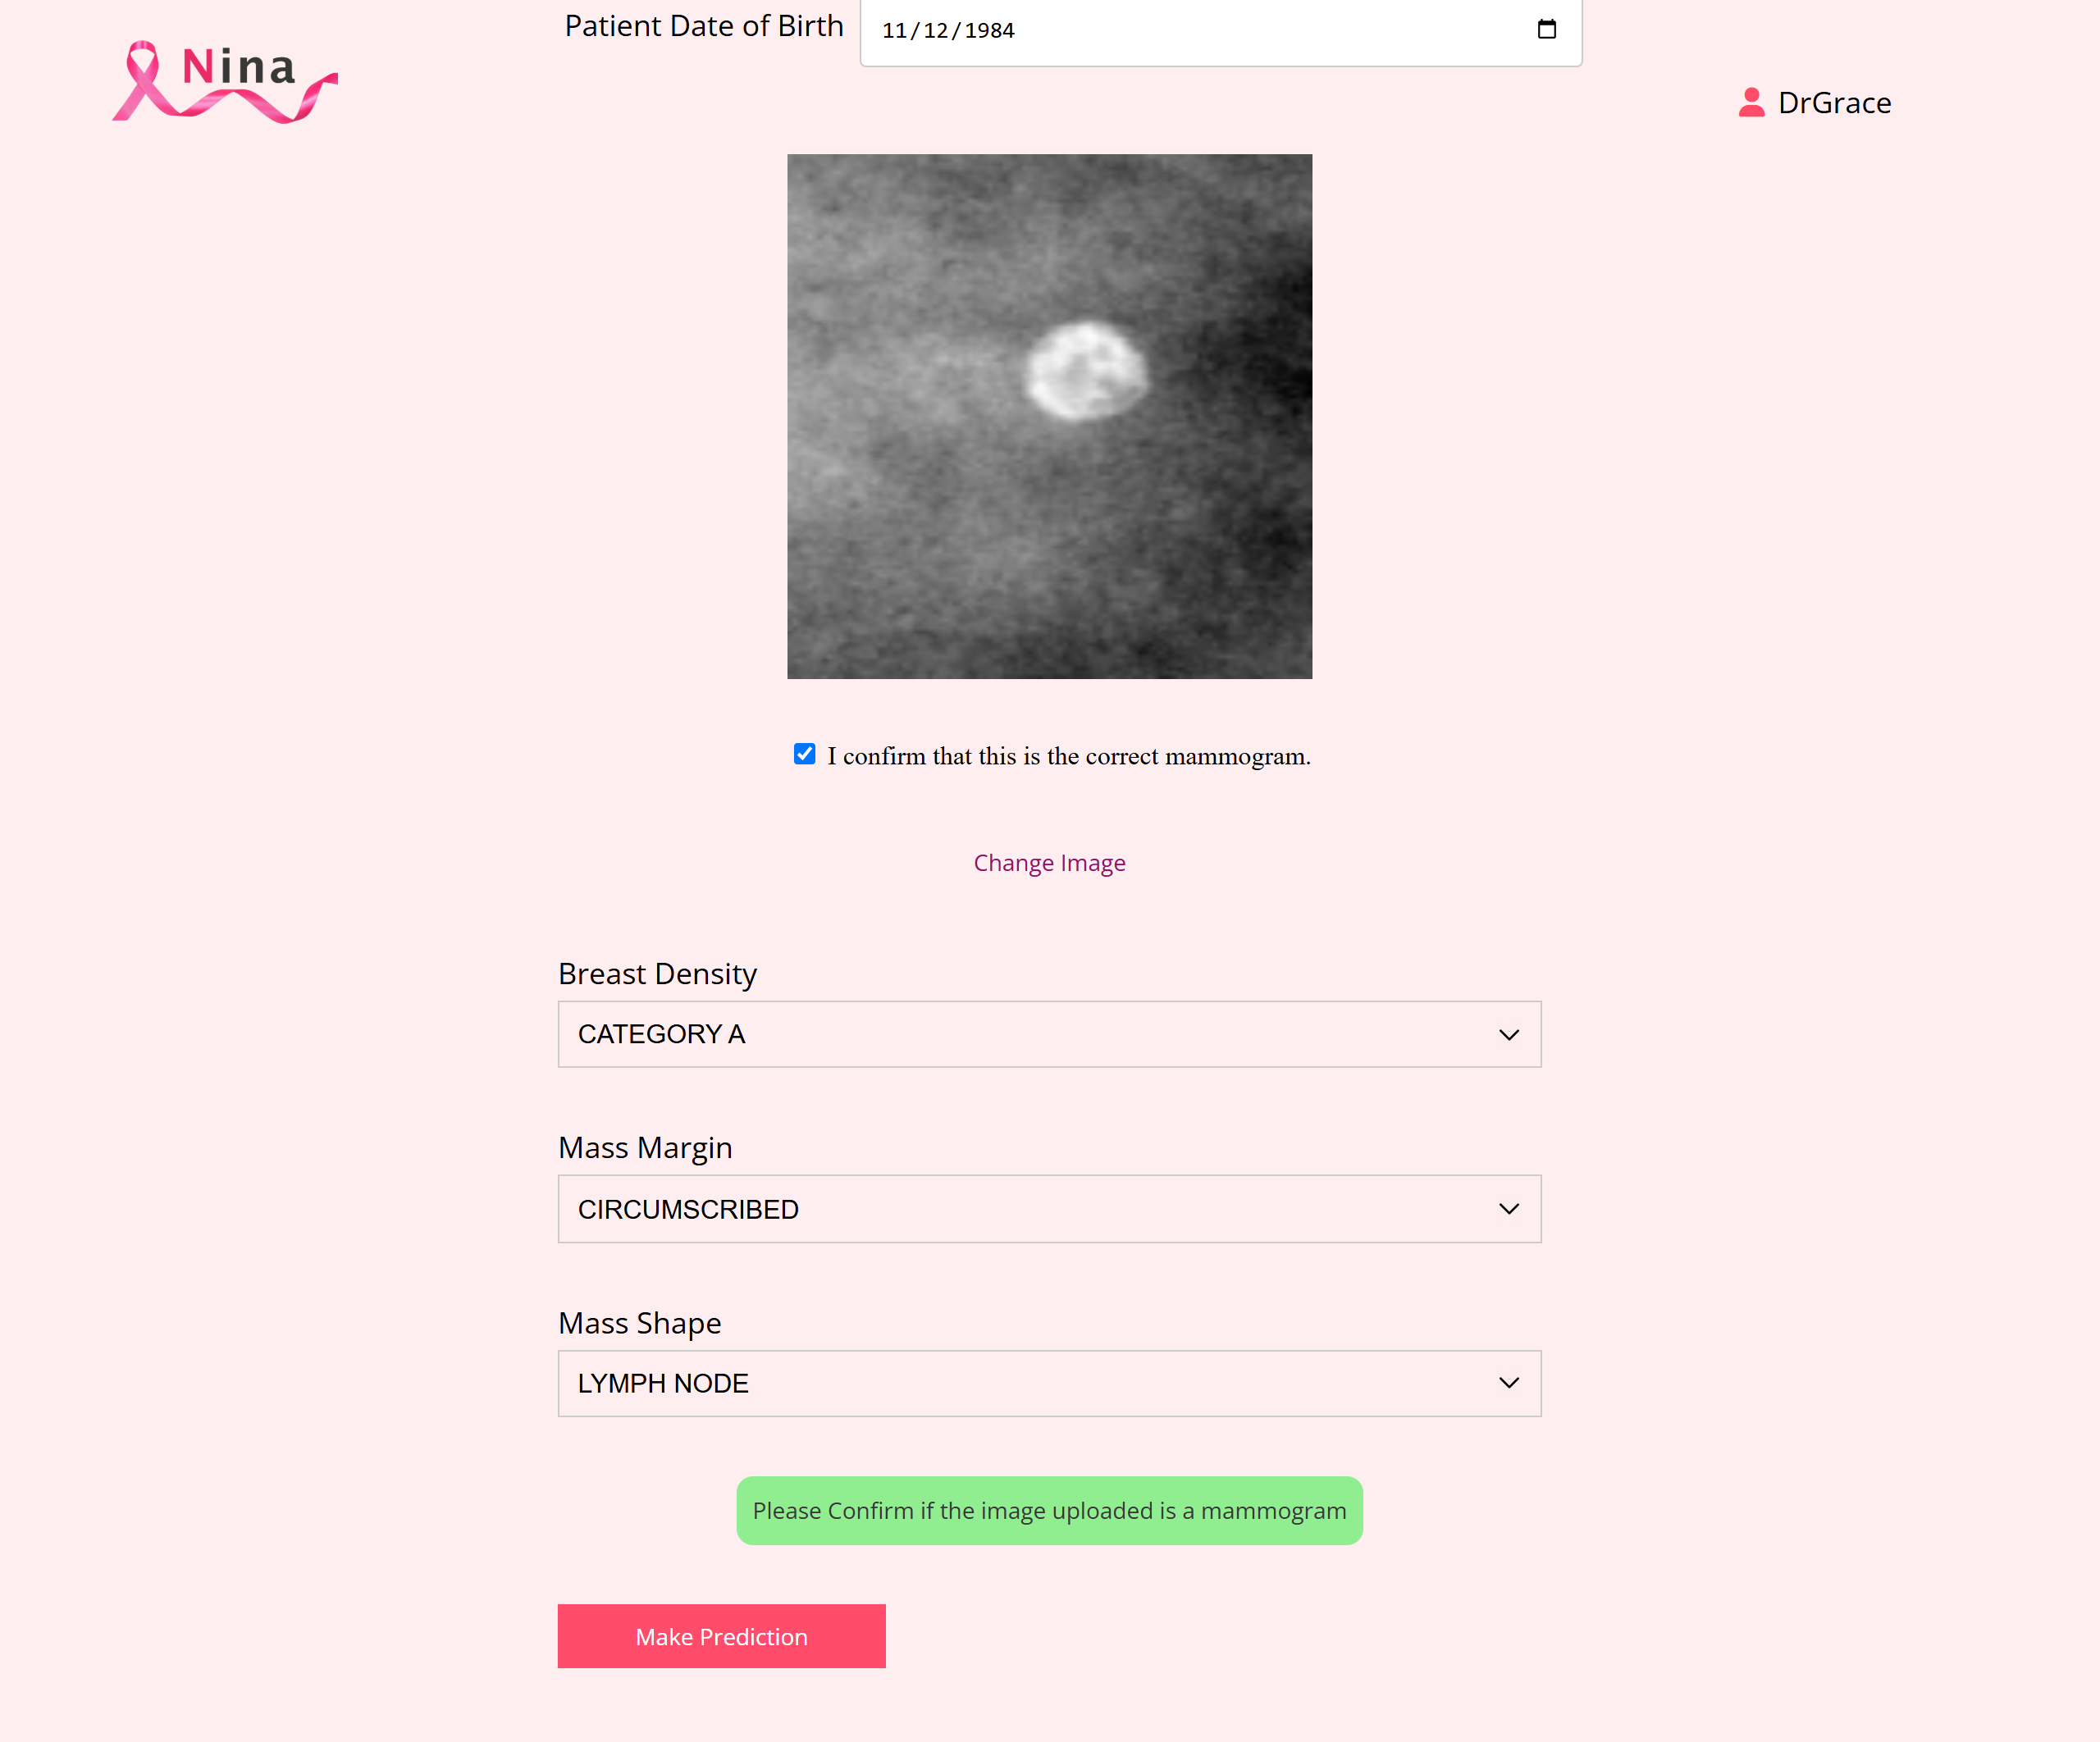 Patient Date of Birth 11/12/1984
Nina
DrGrace
I confirm that this is the correct mammogram.
Change Image
Breast Density
CATEGORY A
Mass Margin
CIRCUMSCRIBED
Mass Shape
LYMPH NODE
Please Confirm if the image uploaded is a mammogram
Make Prediction